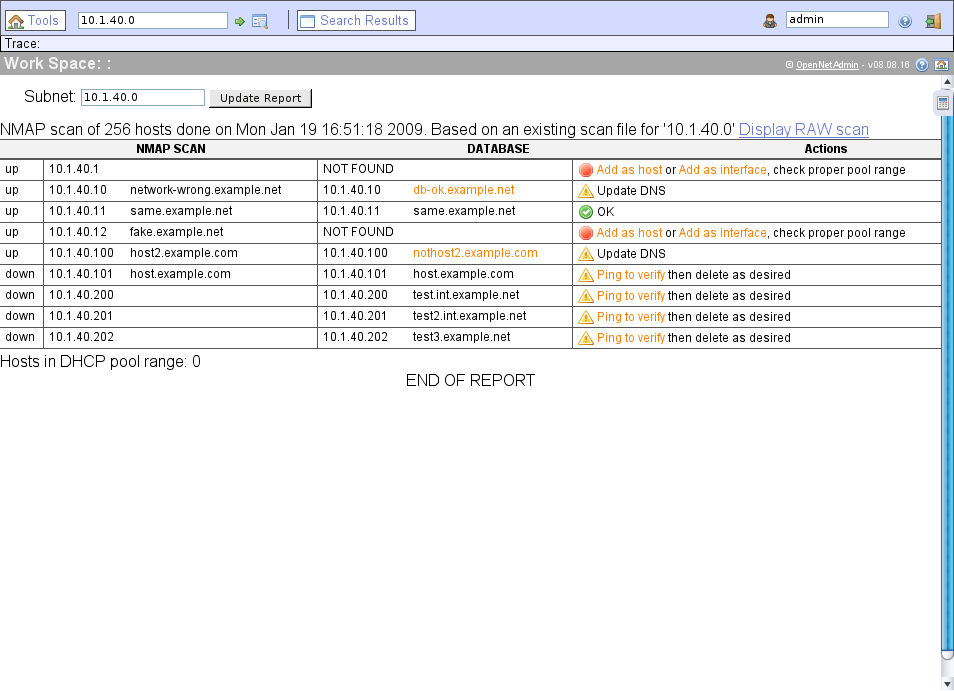 Tools 10.1.40.0 Search Results admin
Trace:
Work Space: : OpenNetAdmin - v08.08.16
Subnet: 10.1.40.0 Update Report
NMAP scan of 256 hosts done on Mon Jan 19 16:51:18 2009. Based on an existing scan file for '10.1.40.0' Display RAW scan
NMAP SCAN DATABASE Actions
up 10.1.40.1 NOT FOUND Add as host or Add as interface, check proper pool range
up 10.1.40.10 network-wrong.example.net 10.1.40.10 db-ok.example.net Update DNS
up 10.1.40.11 same.example.net 10.1.40.11 same.example.net OK
up 10.1.40.12 fake.example.net NOT FOUND Add as host or Add as interface, check proper pool range
up 10.1.40.100 host2.example.com 10.1.40.100 nothost2.example.com Update DNS
down 10.1.40.101 host.example.com 10.1.40.101 host.example.com Ping to verify then delete as desired
down 10.1.40.200 10.1.40.200 test.int.example.net Ping to verify then delete as desired
down 10.1.40.201 10.1.40.201 test2.int.example.net Ping to verify then delete as desired
down 10.1.40.202 10.1.40.202 test3.example.net Ping to verify then delete as desired
Hosts in DHCP pool range: 0
END OF REPORT